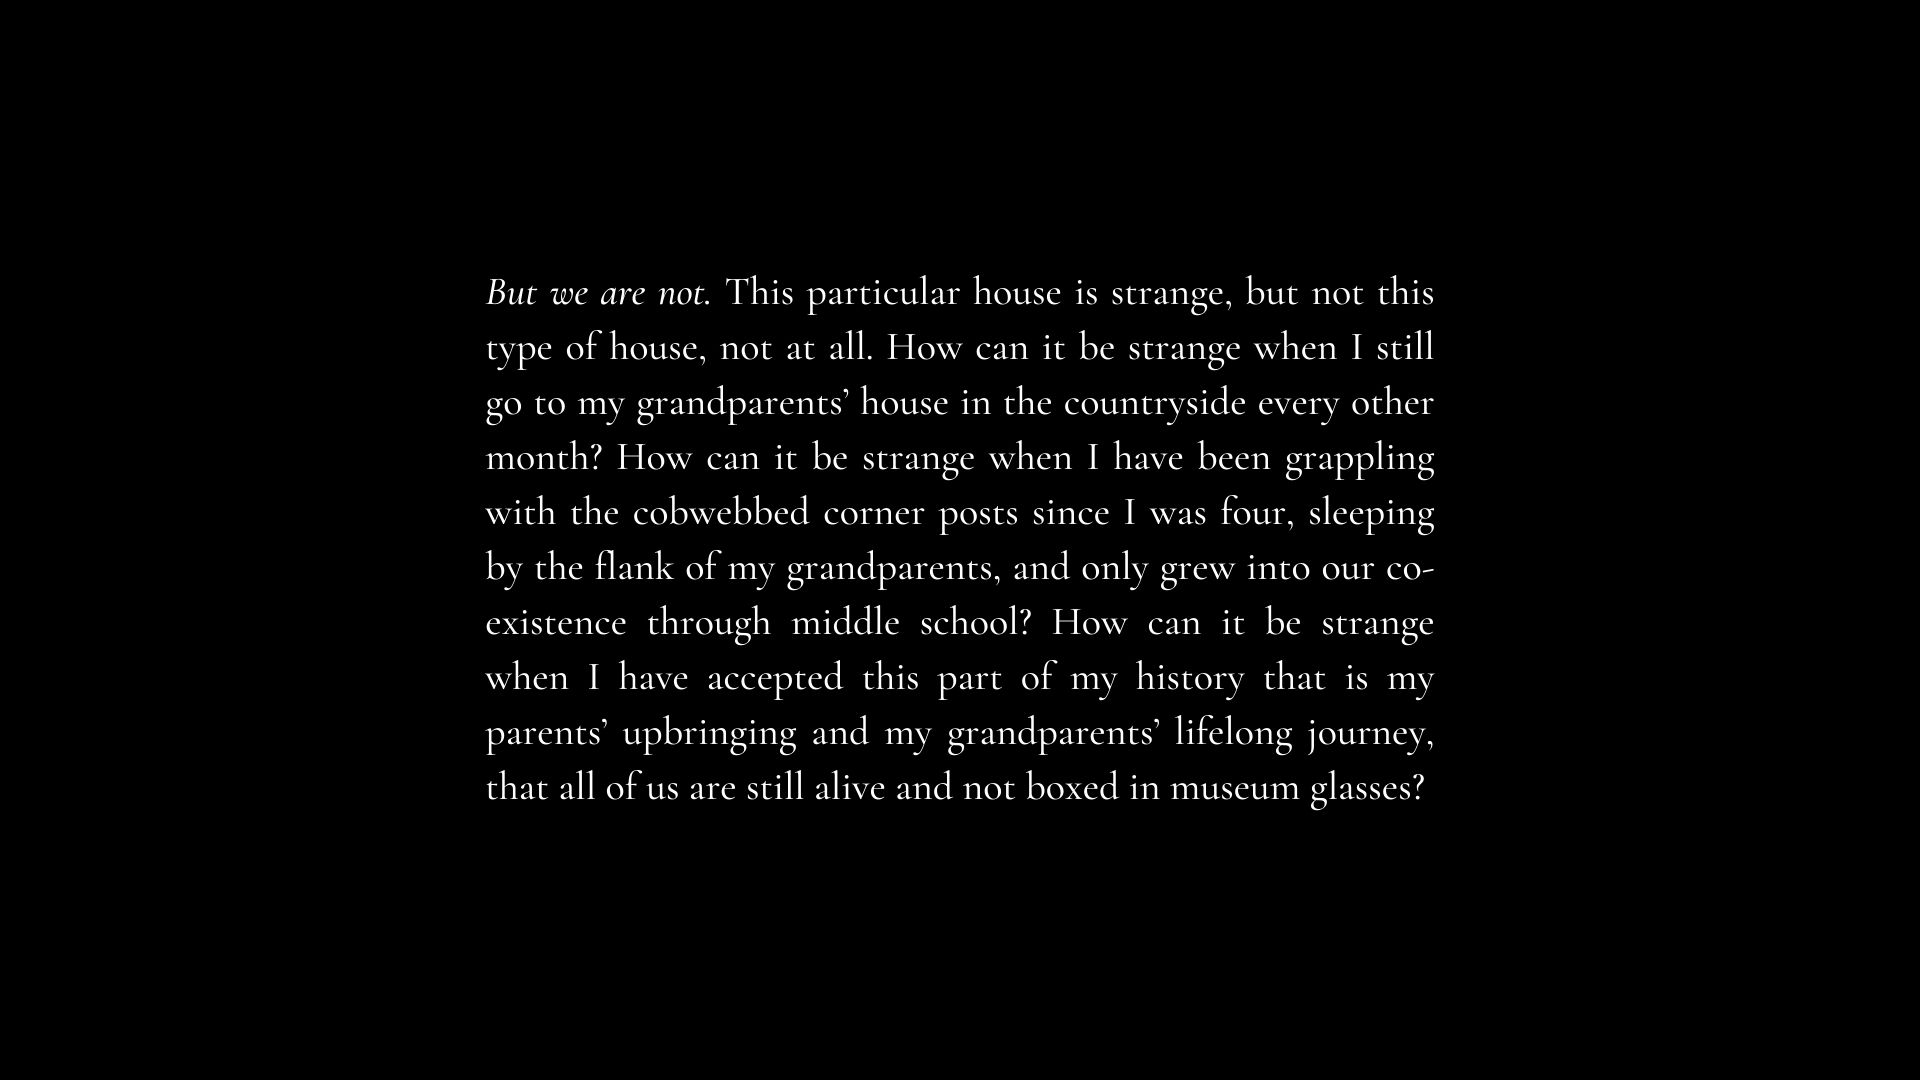 But we are not. This particular house is strange, but not this
type of house, not at all. How can it be strange when I still
go to my grandparents’ house in the countryside every other
month? How can it be strange when I have been grappling
with the cobwebbed corner posts since I was four, sleeping
by the flank of my grandparents, and only grew into our co-
existence through middle school? How can it be strange
when I have accepted this part of my history that is my
parents’ upbringing and my grandparents’ lifelong journey,
that all of us are still alive and not boxed in museum glasses?